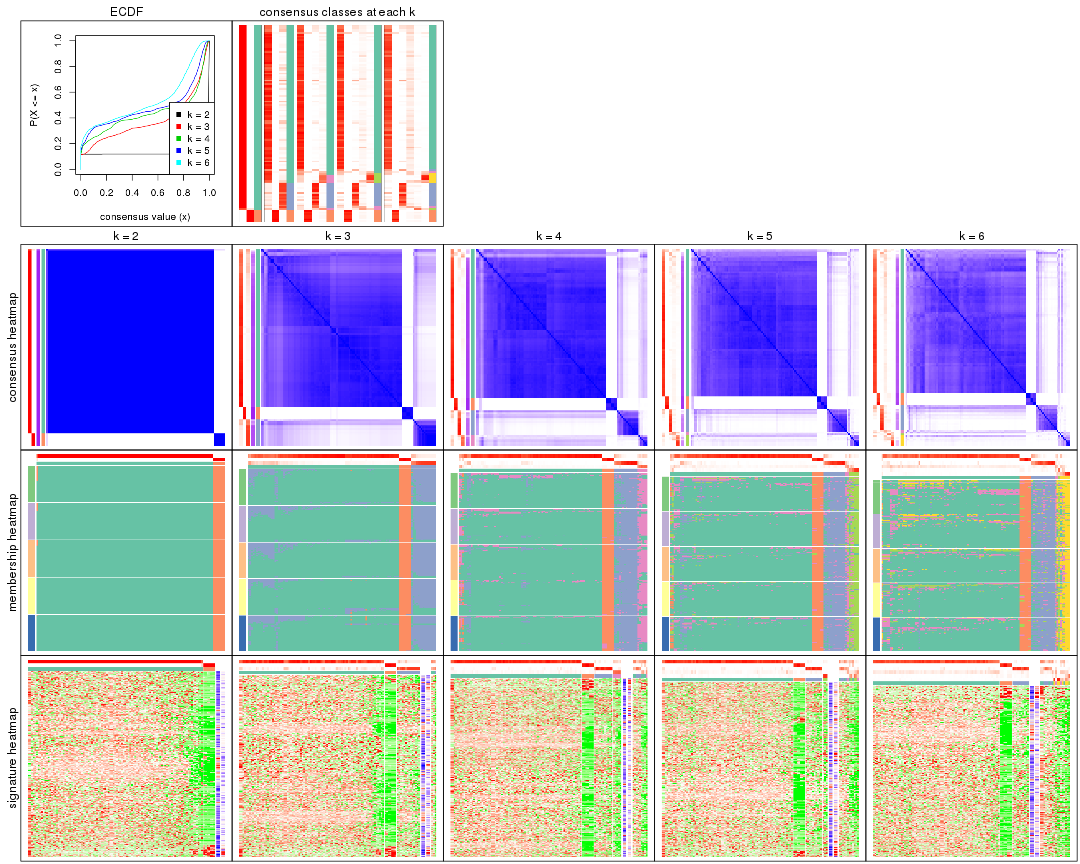 ECDF
consensus classes at each k
P(X <= x)
0.0 0.2 0.4 0.6 0.8 1.0
k = 2
k = 3
k = 4
k = 5
k = 6
0.0 0.2 0.4 0.6 0.8 1.0
consensus value (x)
k = 2 k = 3 k = 4 k = 5 k = 6
consensus heatmap
membership heatmap
signature heatmap